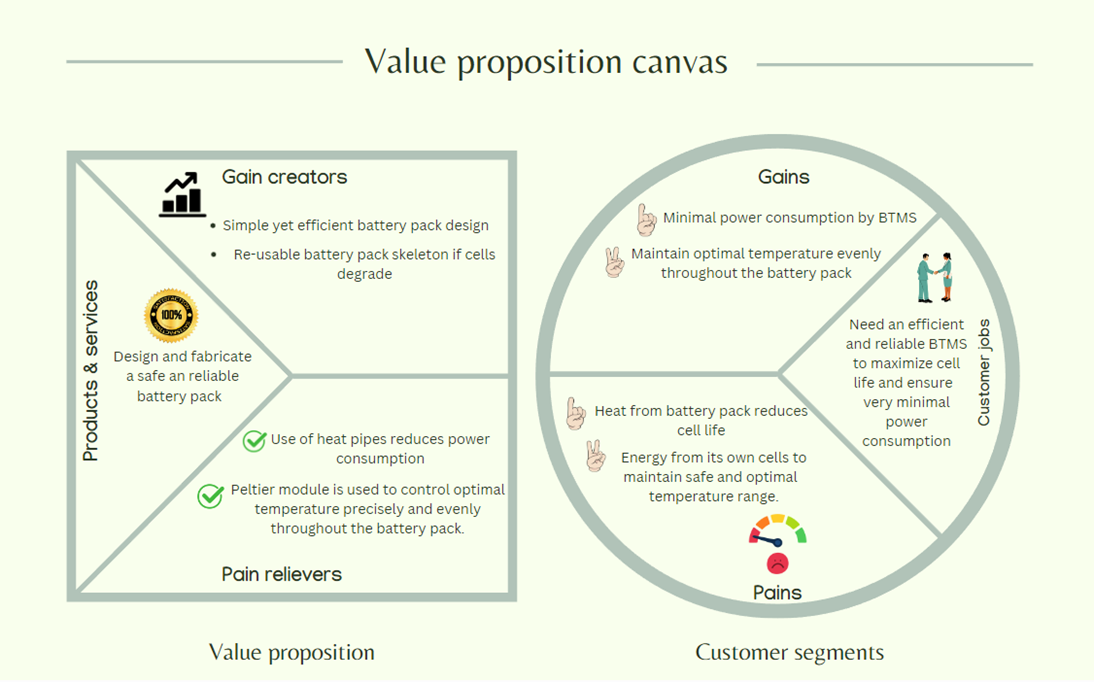 Value proposition canvas
Gain creators
• Simple yet efficient battery pack design
• Re-usable battery pack skeleton if cells
degrade
Products & services
100%
Design and fabricate
a safe an reliable
battery pack
Use of heat pipes reduces power
consumption
Peltier module is used to control optimal
temperature precisely and evenly
throughout the battery pack.
Pain relievers
Value proposition
Gains
Minimal power consumption by BTMS
Maintain optimal temperature evenly
throughout the battery pack
Need an efficient
and reliable BTMS
to maximize cell
life and ensure
very minimal
power
consumption
Customer jobs
Heat from battery pack reduces
cell life
Energy from its own cells to
maintain safe and optimal
temperature range.
Pains
Customer segments